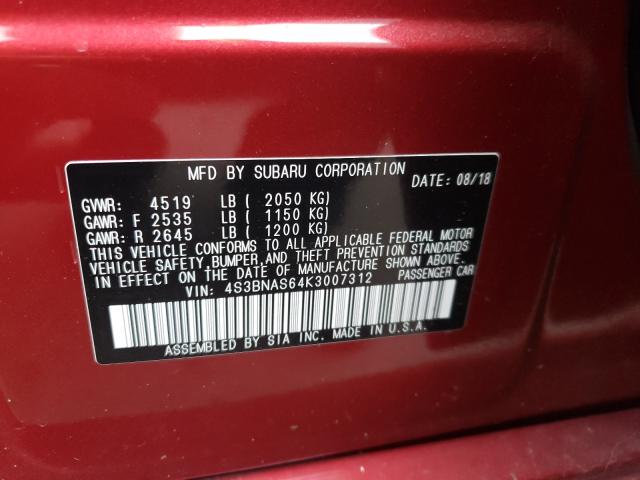 MFD BY SUBARU CORPORATION DATE: 08/18
GVWR: 4519 LB ( 2050 KG)
GAWR: F 2535 LB ( 1150 KG)
GAWR: R 2645 LB ( 1200 KG)
THIS VEHICLE CONFORMS TO ALL APPLICABLE FEDERAL MOTOR
VEHICLE SAFETY,BUMPER,AND THEFT PREVENTION STANDARDS
IN EFFECT ON THE DATE OF MANUFACTURE SHOWN ABOVE.
VIN: 4S3BNAS64K3007312 PASSENGER CAR
ASSEMBLED BY SIA INC. MADE IN U.S.A.